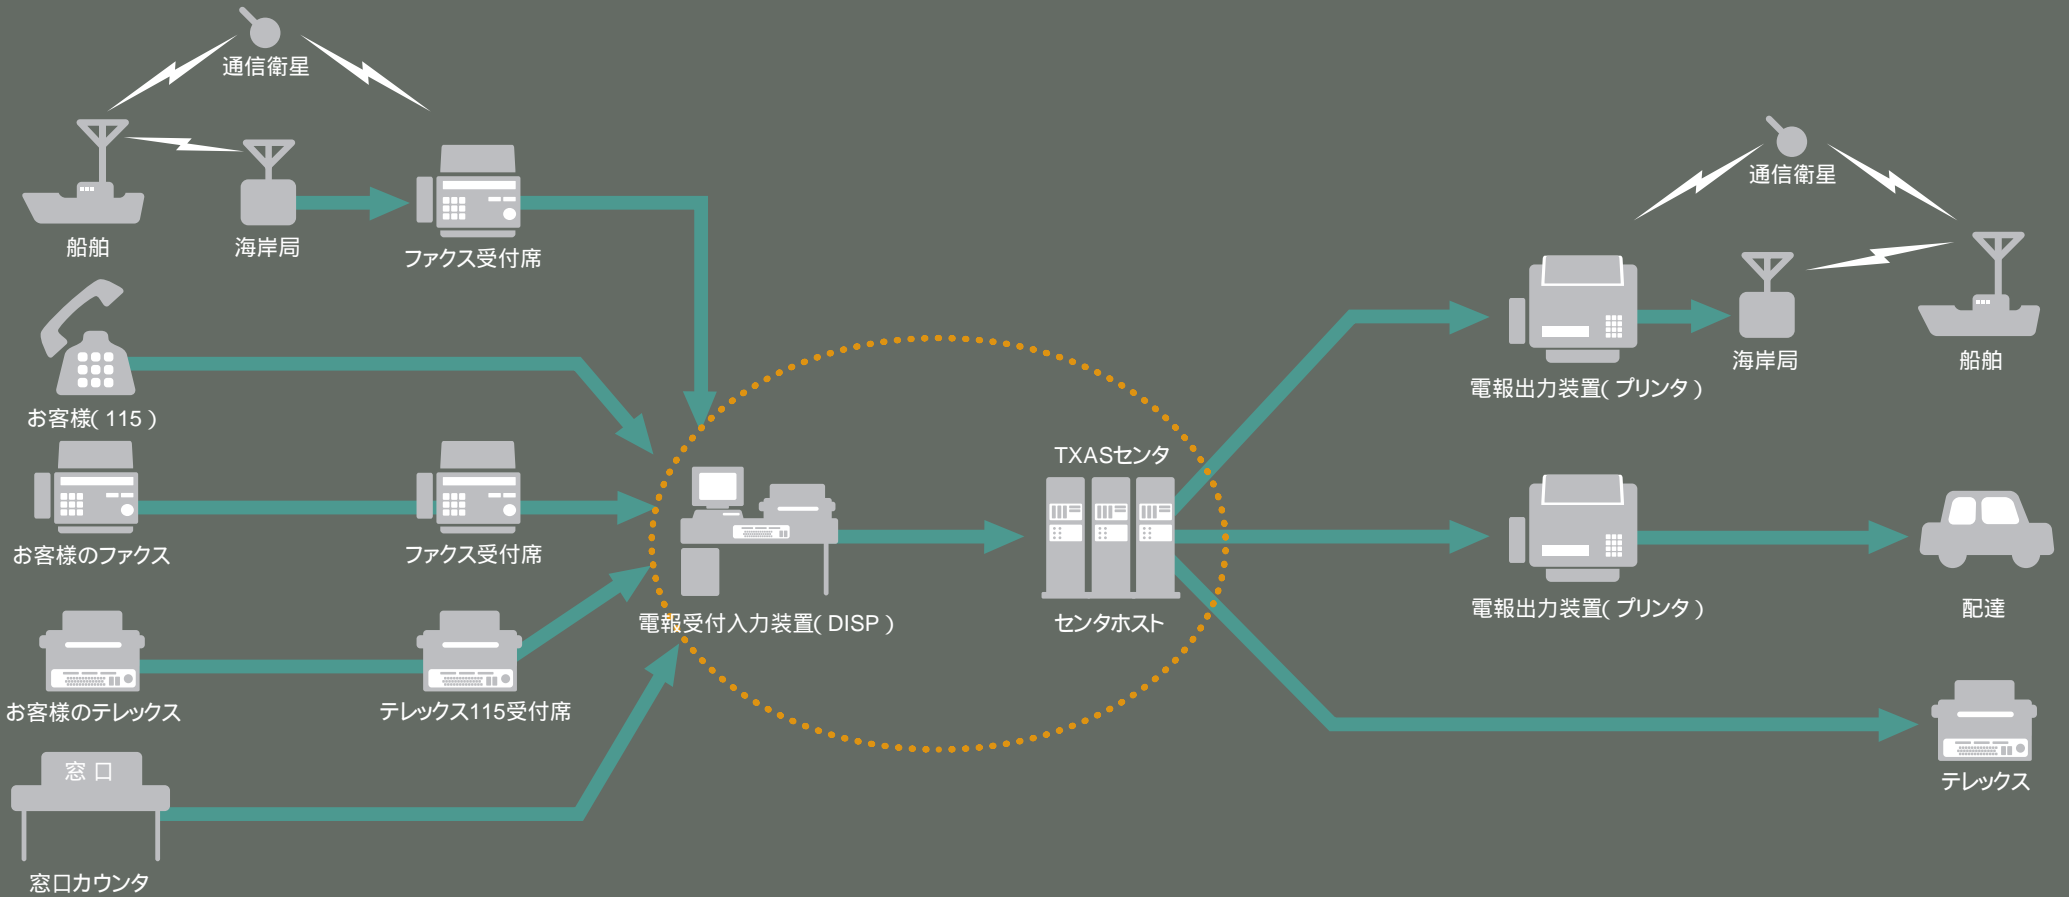 通信衛星
船舶
海岸局
ファクス受付席
お客様(115)
お客様のファクス
ファクス受付席
お客様のテレックス
テレックス115受付席
窓 口
窓口カウンタ
電報受付入力装置(DISP)
TXASセンタ
センタホスト
通信衛星
電報出力装置(プリンタ)
海岸局
船舶
電報出力装置(プリンタ)
配達
テレックス